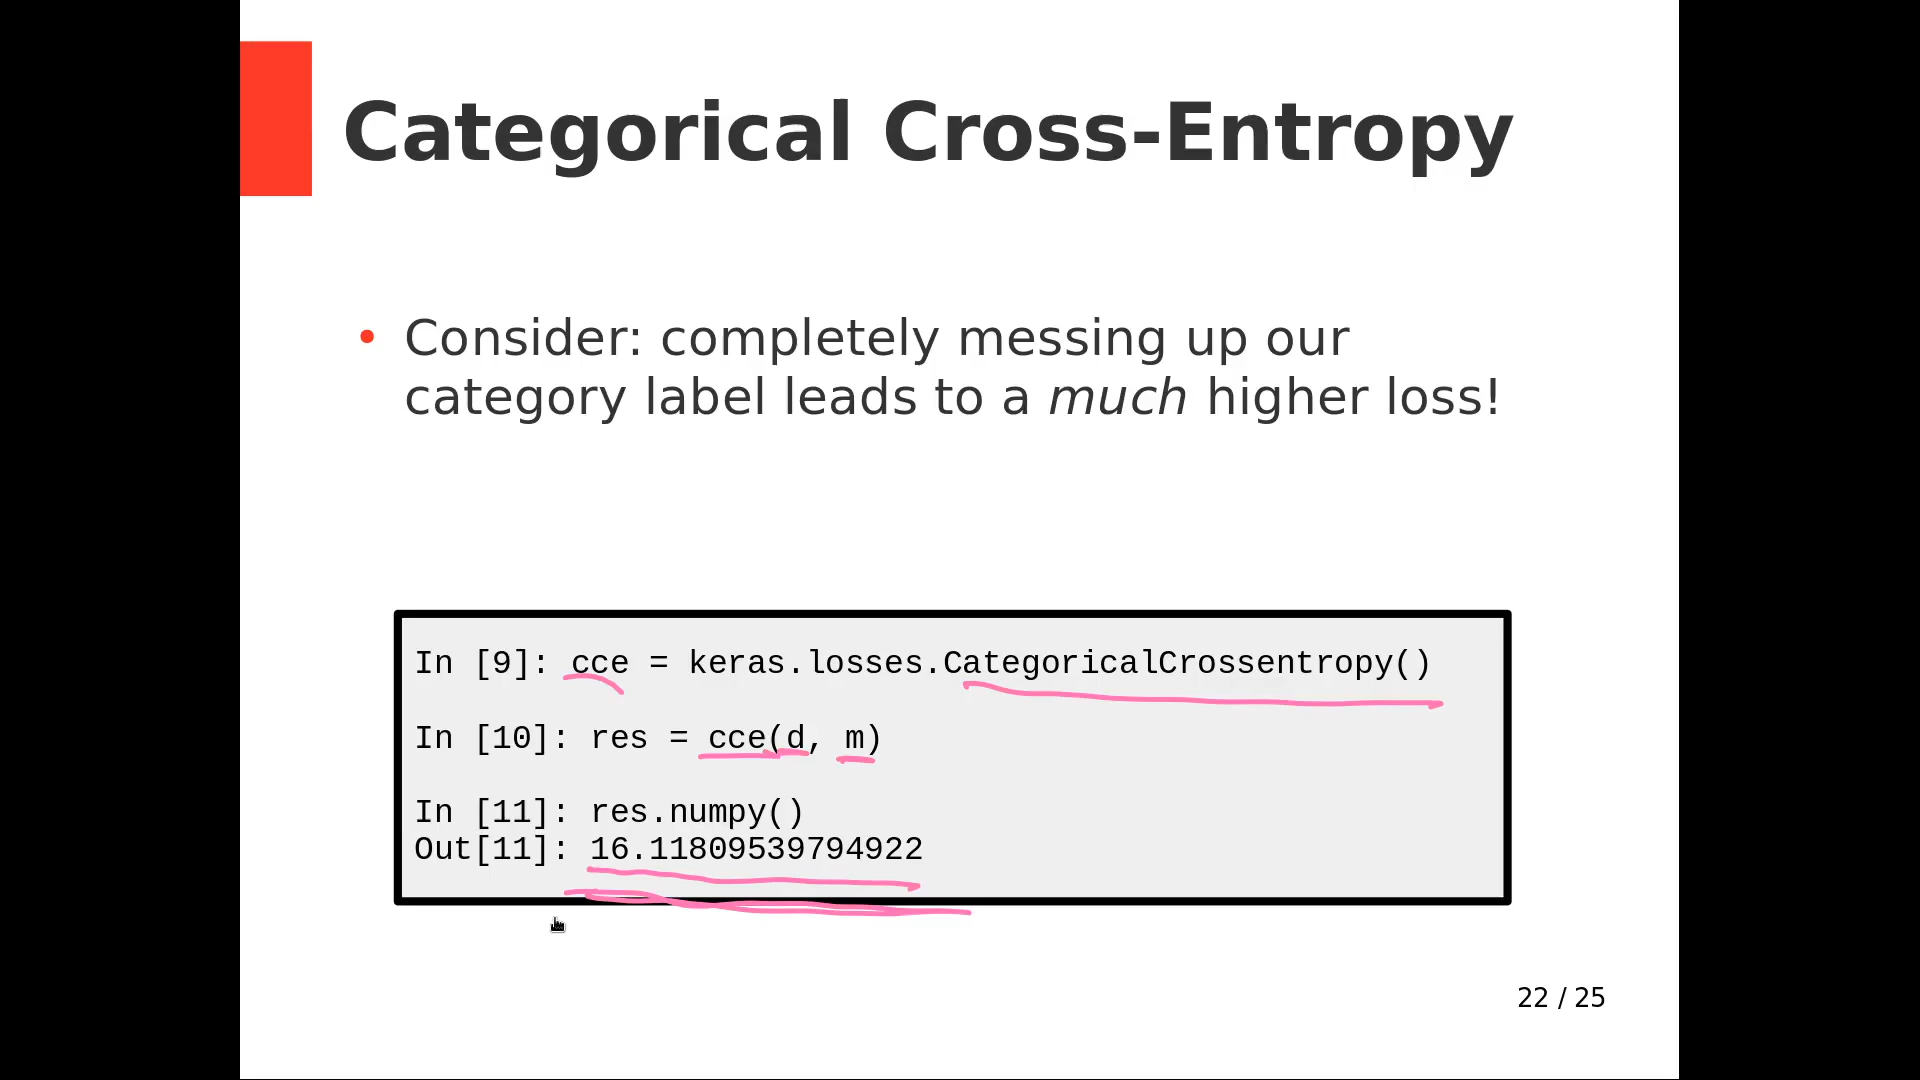 Categorical Cross-Entropy
• Consider: completely messing up our
category label leads to a much higher loss!
In [9]: cce = keras.losses.CategoricalCrossentropy()
In [10]: res = cce(d, m)
In [11]: res.numpy()
Out[11]: 16.11809539794922
22 / 25